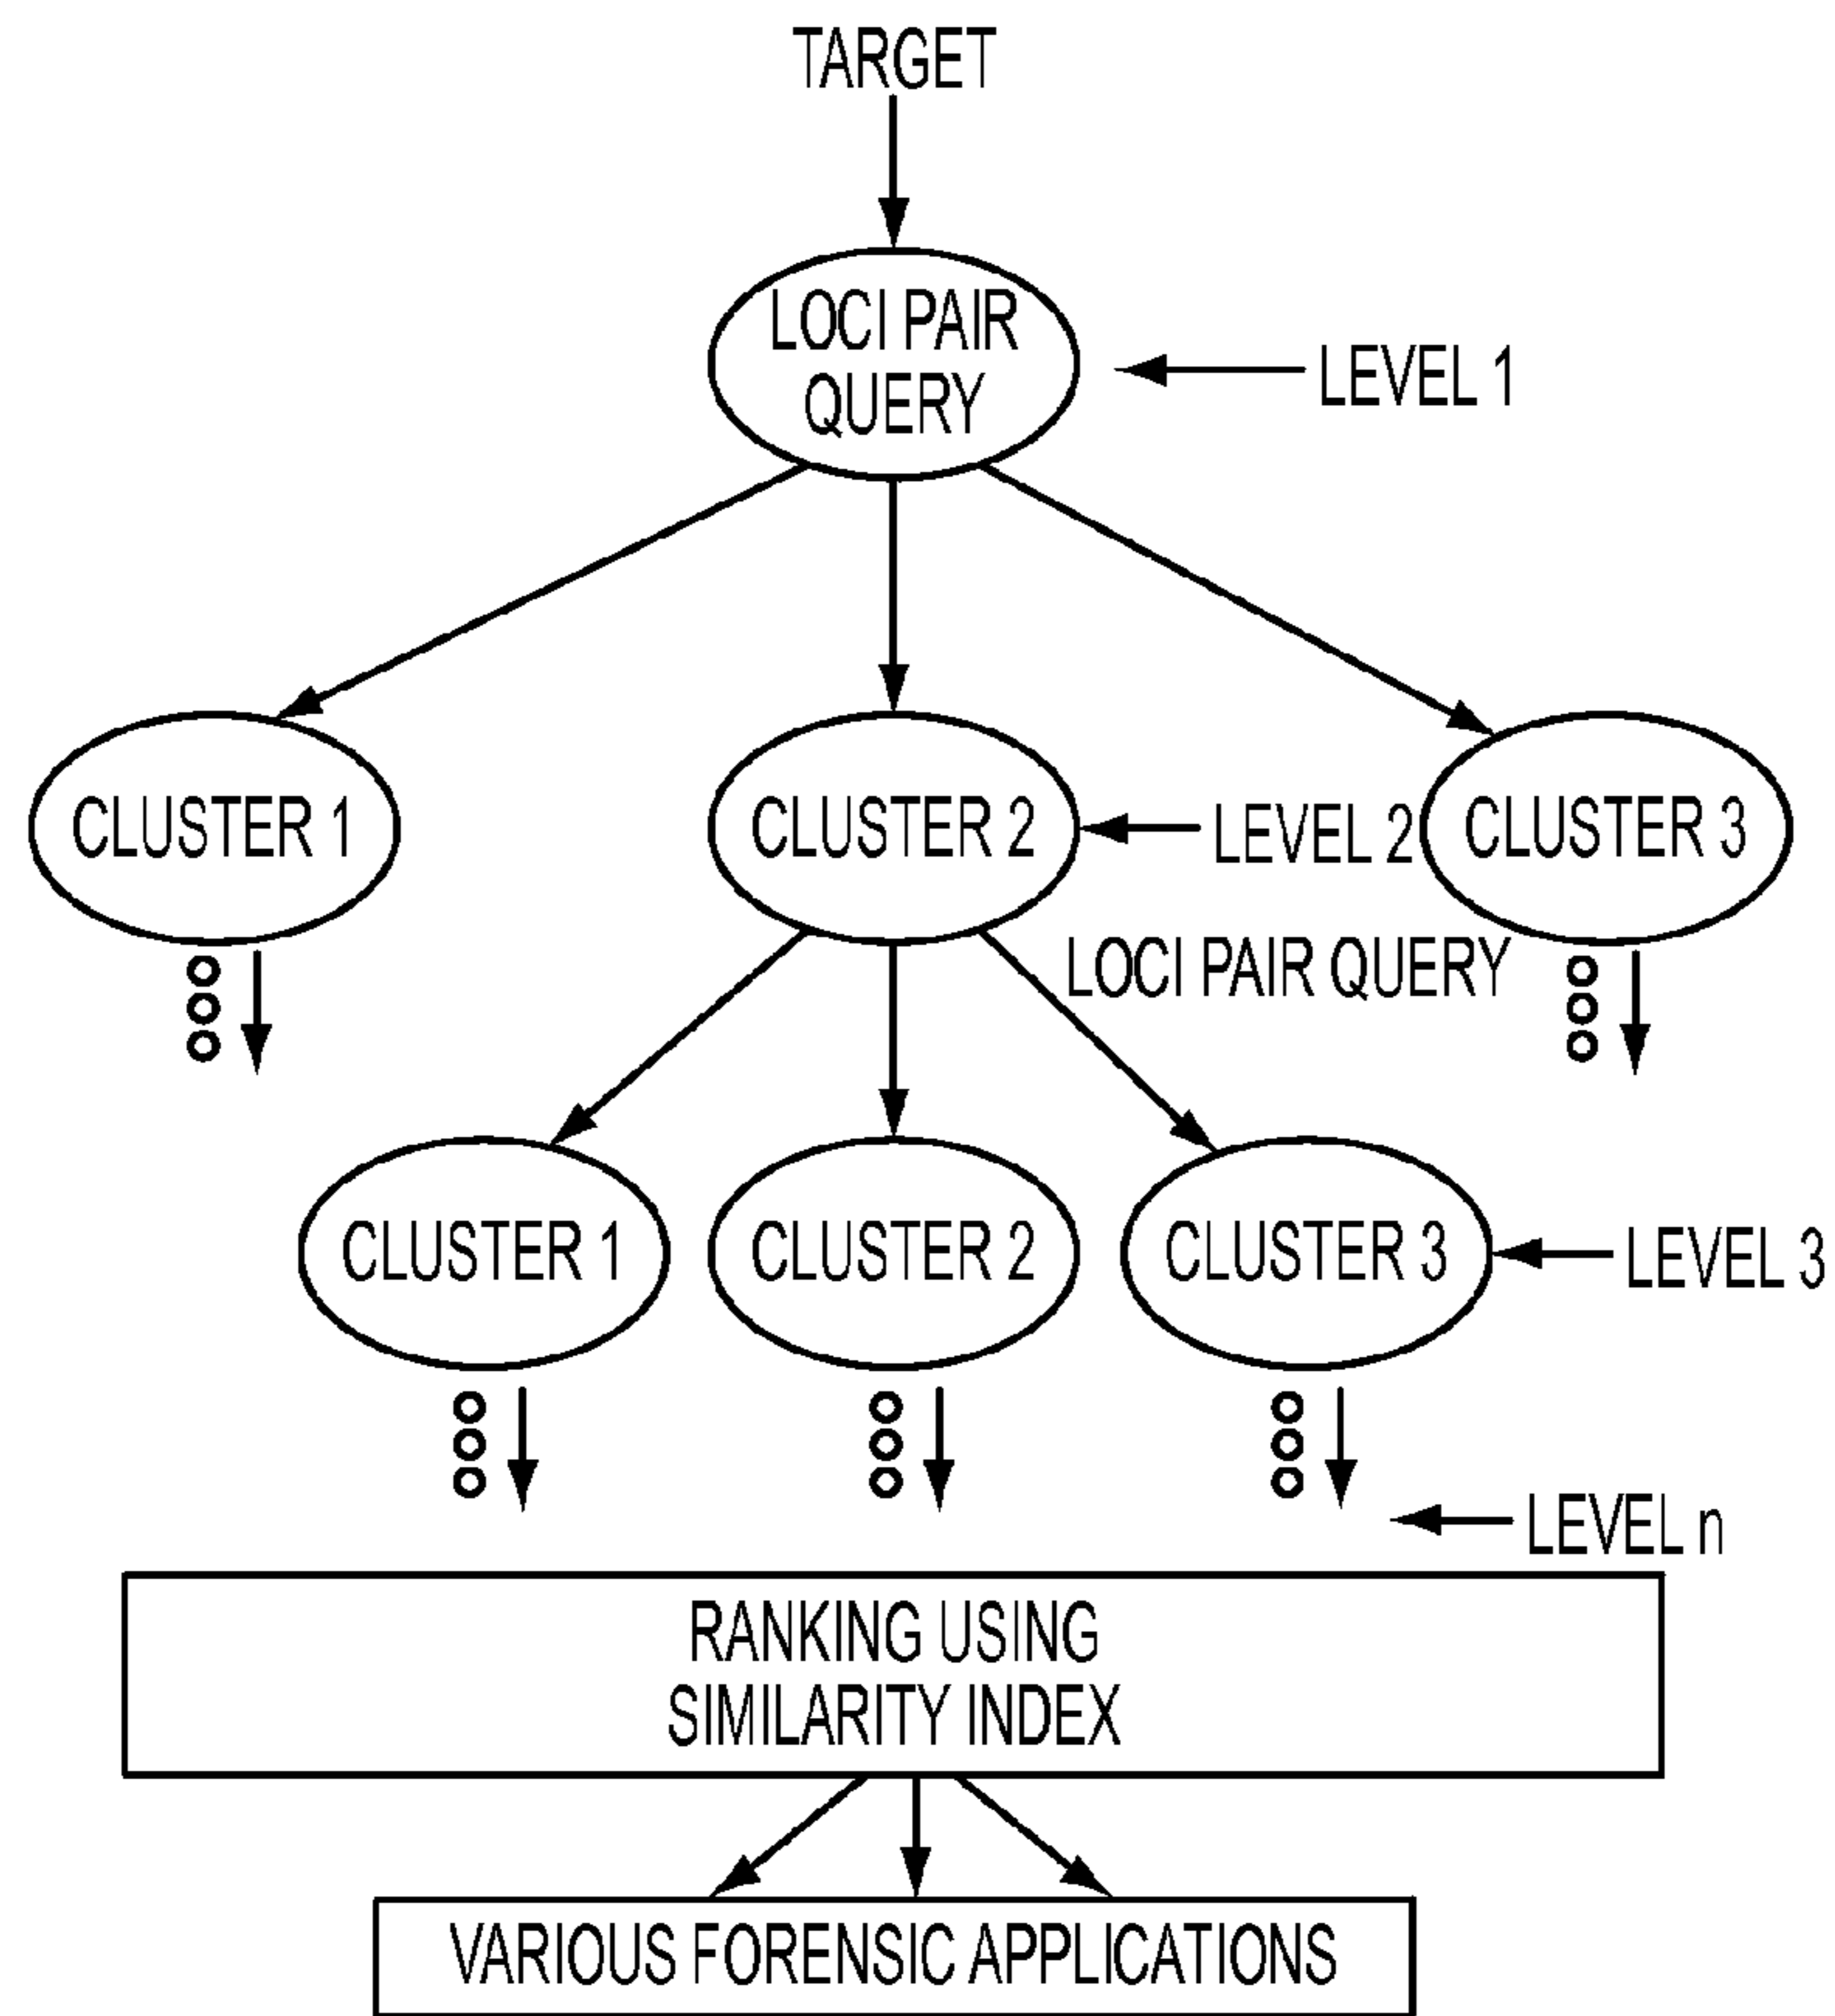 TARGET
LOCI PAIR
QUERY
LEVEL 1
CLUSTER 1
CLUSTER 2
LEVEL 2
CLUSTER 3
LOCI PAIR QUERY
CLUSTER 1
CLUSTER 2
CLUSTER 3
LEVEL 3
LEVEL n
RANKING USING
SIMILARITY INDEX
VARIOUS FORENSIC APPLICATIONS